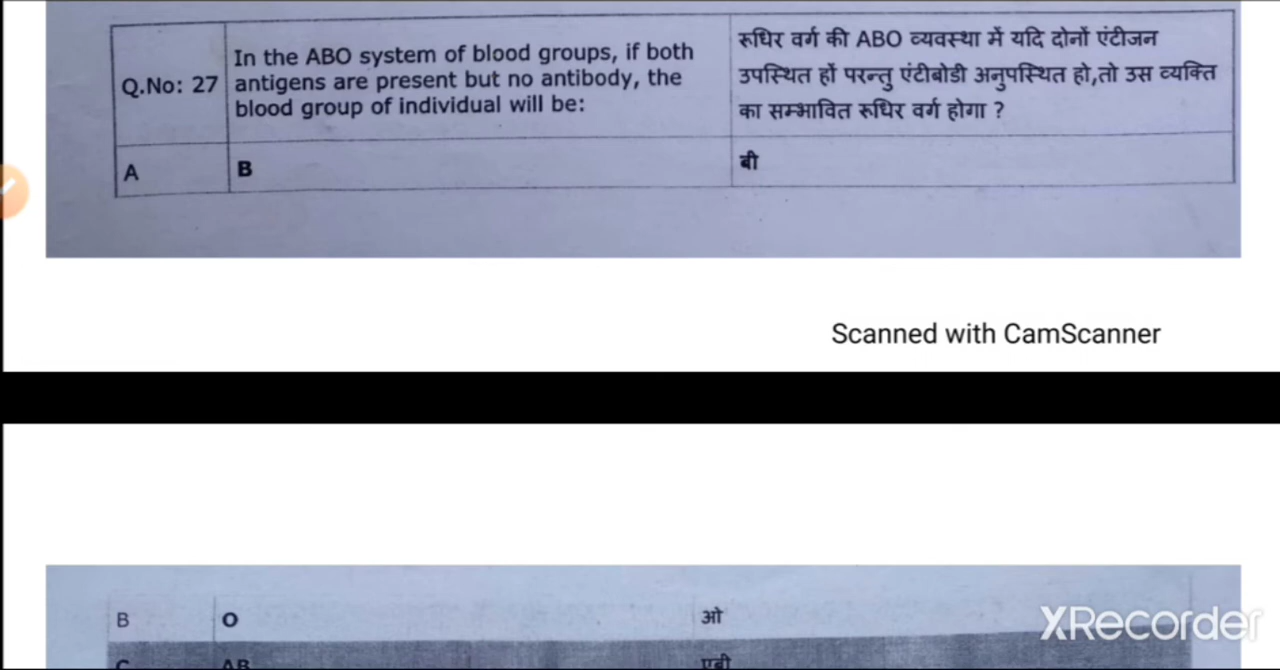 Q.No: 27
In the ABO system of blood groups, if both
antigens are present but no antibody, the
blood group of individual will be:
रूधिर वर्ग की ABO व्यवस्था में यदि दोनों एंटीजन
उपस्थित हों परन्तु एंटीबोडी अनुपस्थित हो,तो उस व्यक्ति
का सम्भावित रूधिर वर्ग होगा ?
A
B
बी
Scanned with CamScanner
B
O
ओ
XRecorder
C
AB
एबी